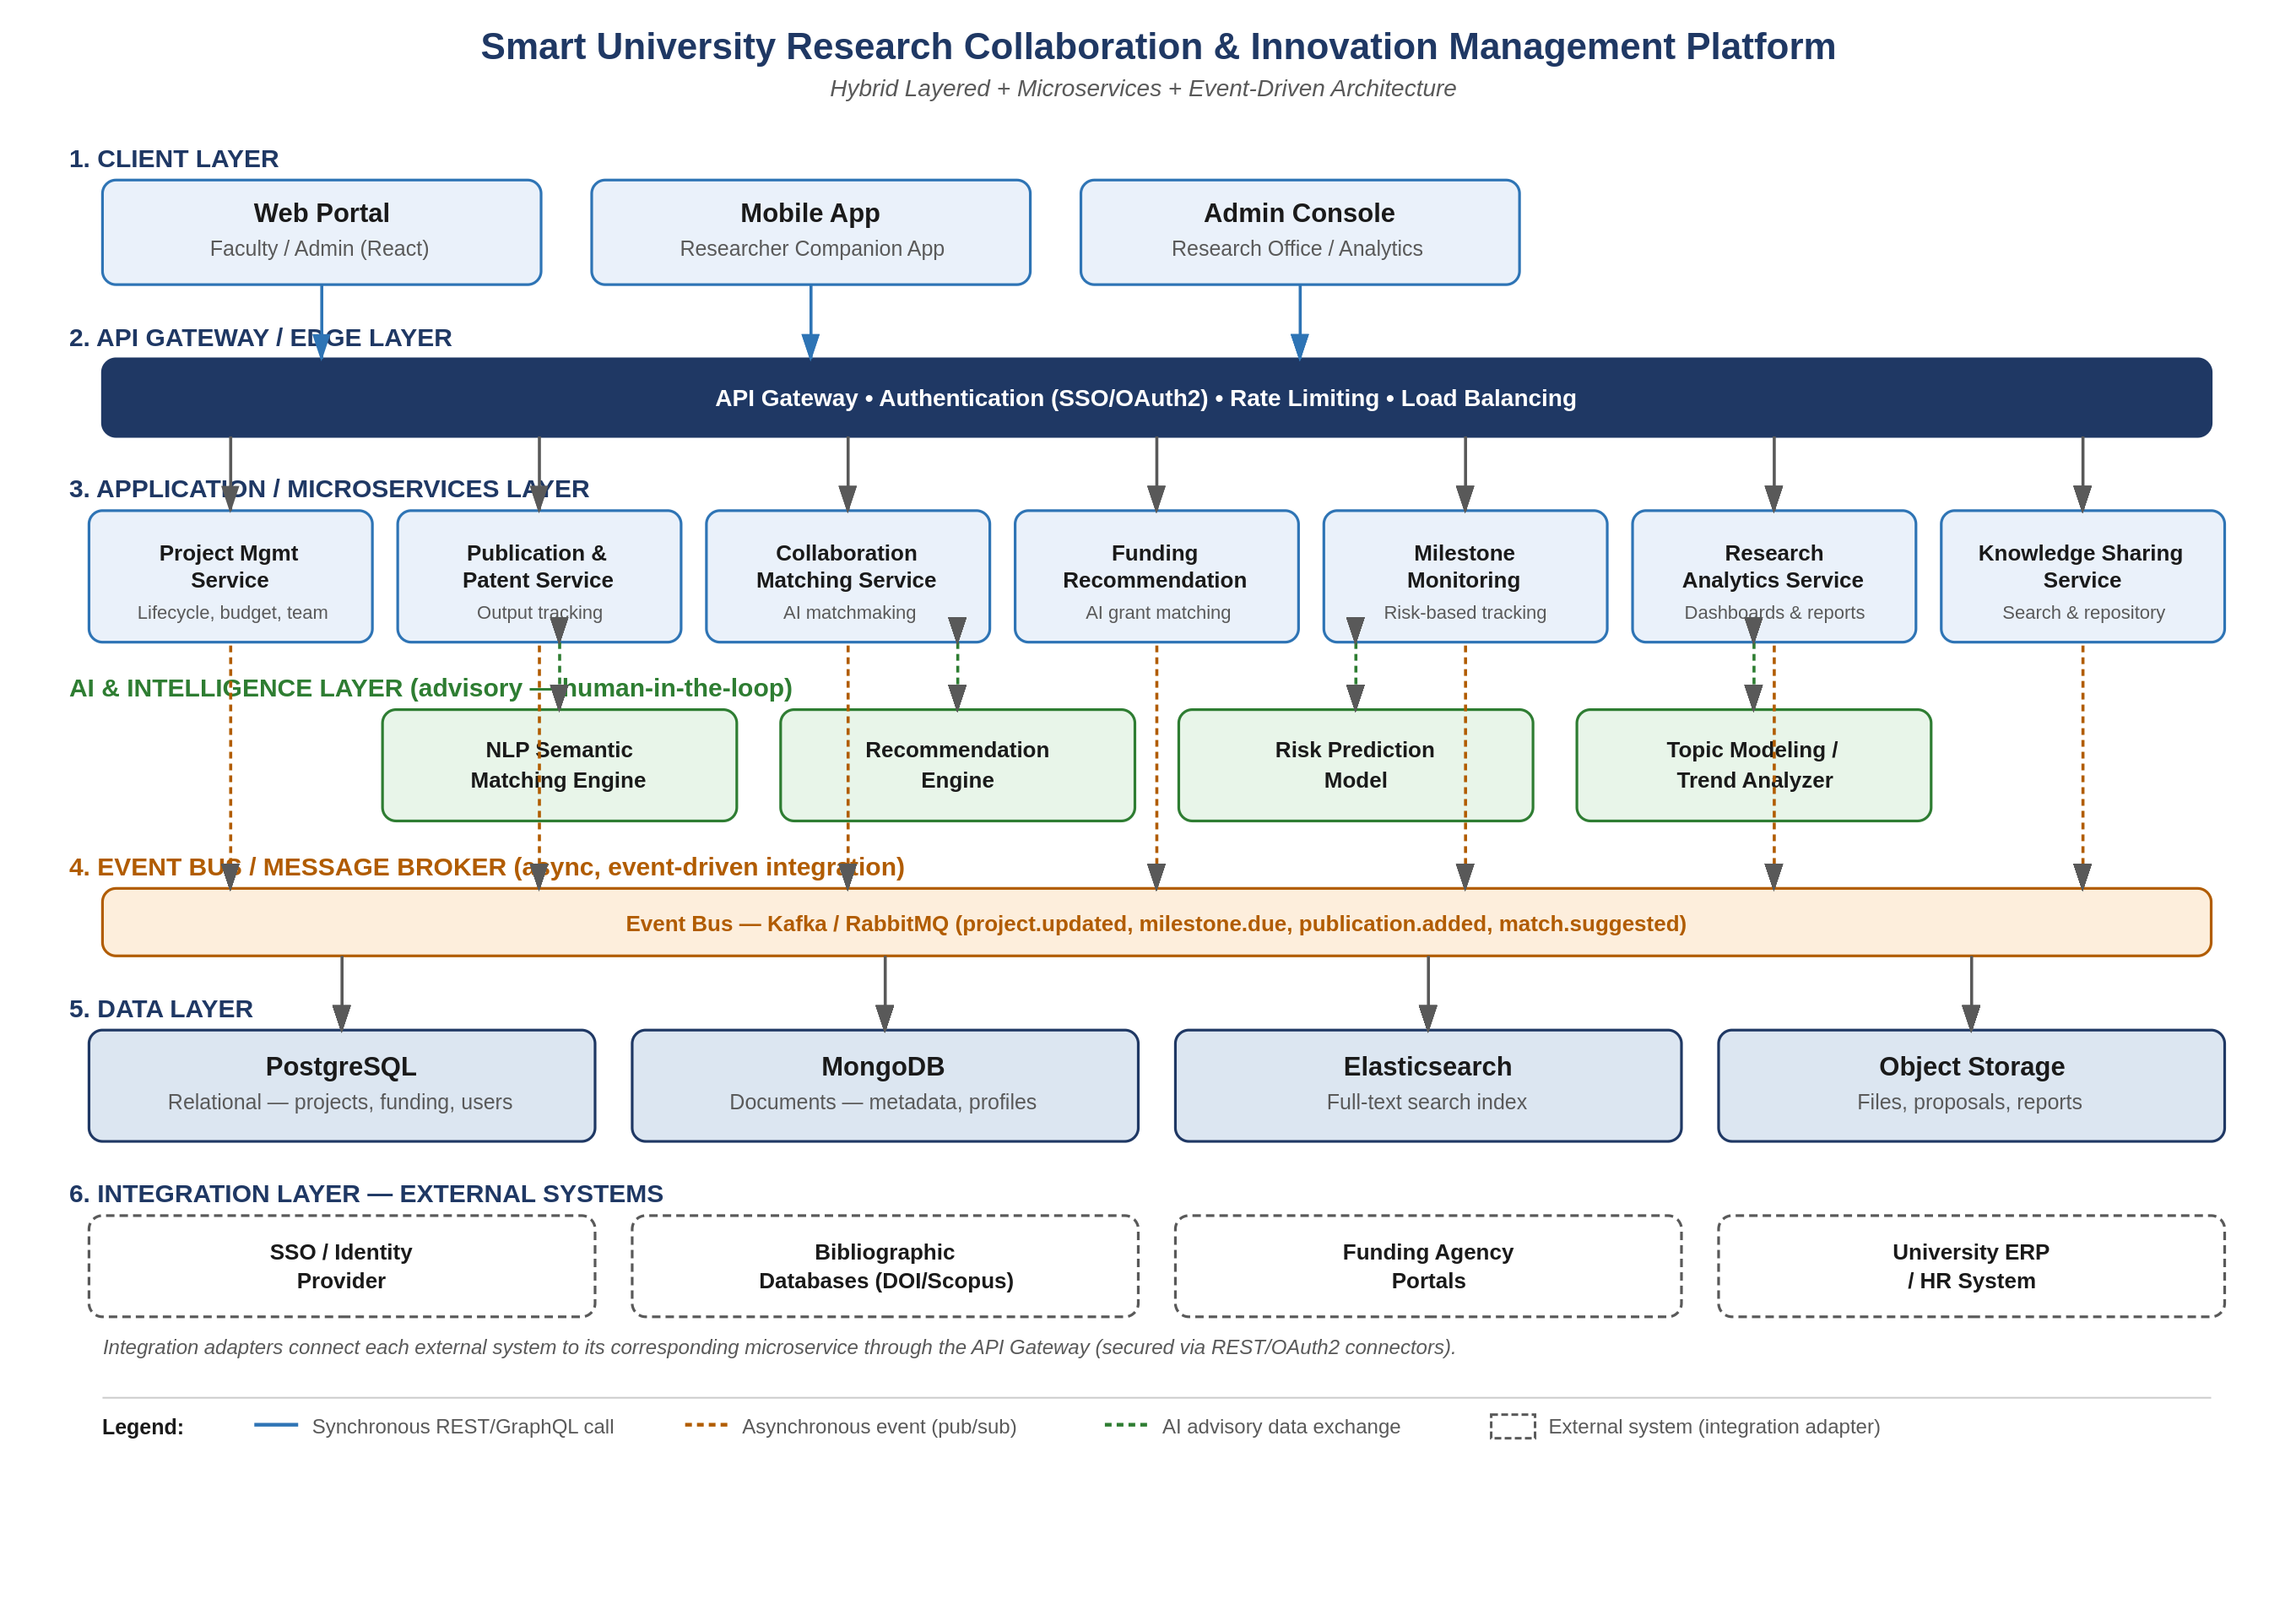 Smart University Research Collaboration & Innovation Management Platform
Hybrid Layered + Microservices + Event-Driven Architecture
1. CLIENT LAYER
Web Portal
Faculty / Admin (React)
Mobile App
Researcher Companion App
Admin Console
Research Office / Analytics
2. API GATEWAY / EDGE LAYER
API Gateway • Authentication (SSO/OAuth2) • Rate Limiting • Load Balancing
3. APPLICATION / MICROSERVICES LAYER
Project Mgmt
Service
Lifecycle, budget, team
Publication &
Patent Service
Output tracking
Collaboration
Matching Service
AI matchmaking
Funding
Recommendation
AI grant matching
Milestone
Monitoring
Risk-based tracking
Research
Analytics Service
Dashboards & reports
Knowledge Sharing
Service
Search & repository
AI & INTELLIGENCE LAYER (advisory — human-in-the-loop)
NLP Semantic
Matching Engine
Recommendation
Engine
Risk Prediction
Model
Topic Modeling /
Trend Analyzer
4. EVENT BUS / MESSAGE BROKER (async, event-driven integration)
Event Bus — Kafka / RabbitMQ (project.updated, milestone.due, publication.added, match.suggested)
5. DATA LAYER
PostgreSQL
Relational — projects, funding, users
MongoDB
Documents — metadata, profiles
Elasticsearch
Full-text search index
Object Storage
Files, proposals, reports
6. INTEGRATION LAYER — EXTERNAL SYSTEMS
SSO / Identity
Provider
Bibliographic
Databases (DOI/Scopus)
Funding Agency
Portals
University ERP
/ HR System
Integration adapters connect each external system to its corresponding microservice through the API Gateway (secured via REST/OAuth2 connectors).
Legend:
Synchronous REST/GraphQL call
Asynchronous event (pub/sub)
AI advisory data exchange
External system (integration adapter)